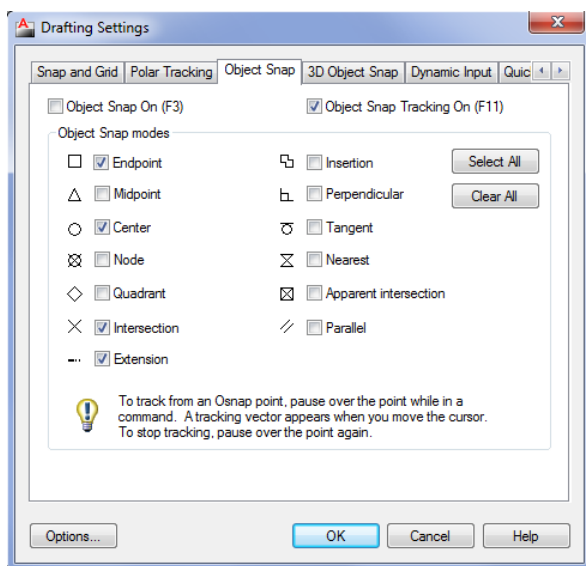 Drafting Settings
Snap and Grid Polar Tracking Object Snap 3D Object Snap Dynamic Input Quic
Object Snap On (F3) Object Snap Tracking On (F11)
Object Snap modes
Endpoint Insertion Select All
Midpoint Perpendicular Clear All
Center Tangent
Node Nearest
Quadrant Apparent intersection
Intersection Parallel
Extension
To track from an Osnap point, pause over the point while in a
command. A tracking vector appears when you move the cursor.
To stop tracking, pause over the point again.
Options... OK Cancel Help